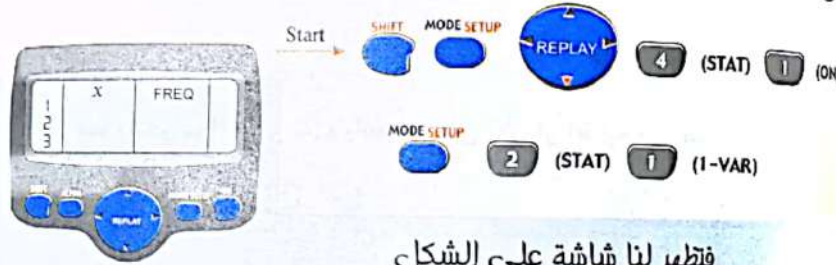 Start SHIFT MODE SETUP REPLAY 4 (STAT) 1 (ON
x FREQ
1
2
3
REPLAY
MODE SETUP 2 (STAT) 1 (1-VAR)
فتظهر لنا شاشة على الشكل